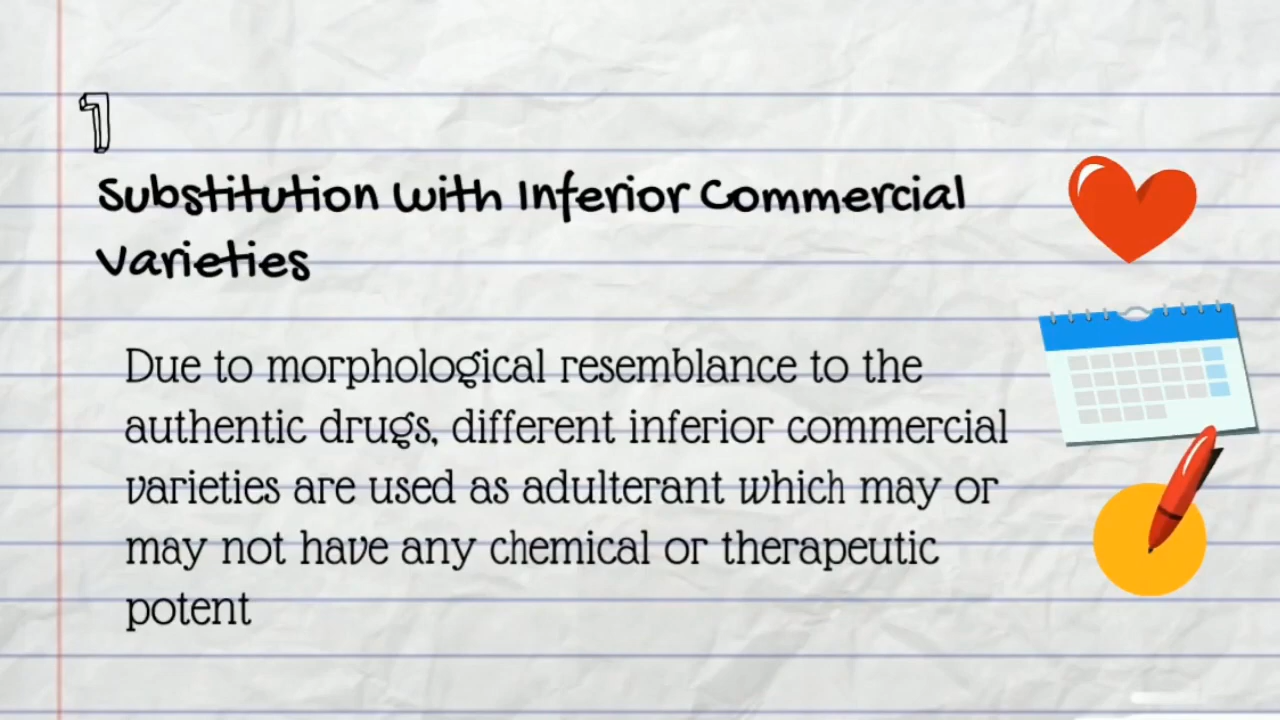 1
Substitution with Inferior Commercial
Varieties
Due to morphological resemblance to the
authentic drugs, different inferior commercial
varieties are used as adulterant which may or
may not have any chemical or therapeutic
potent